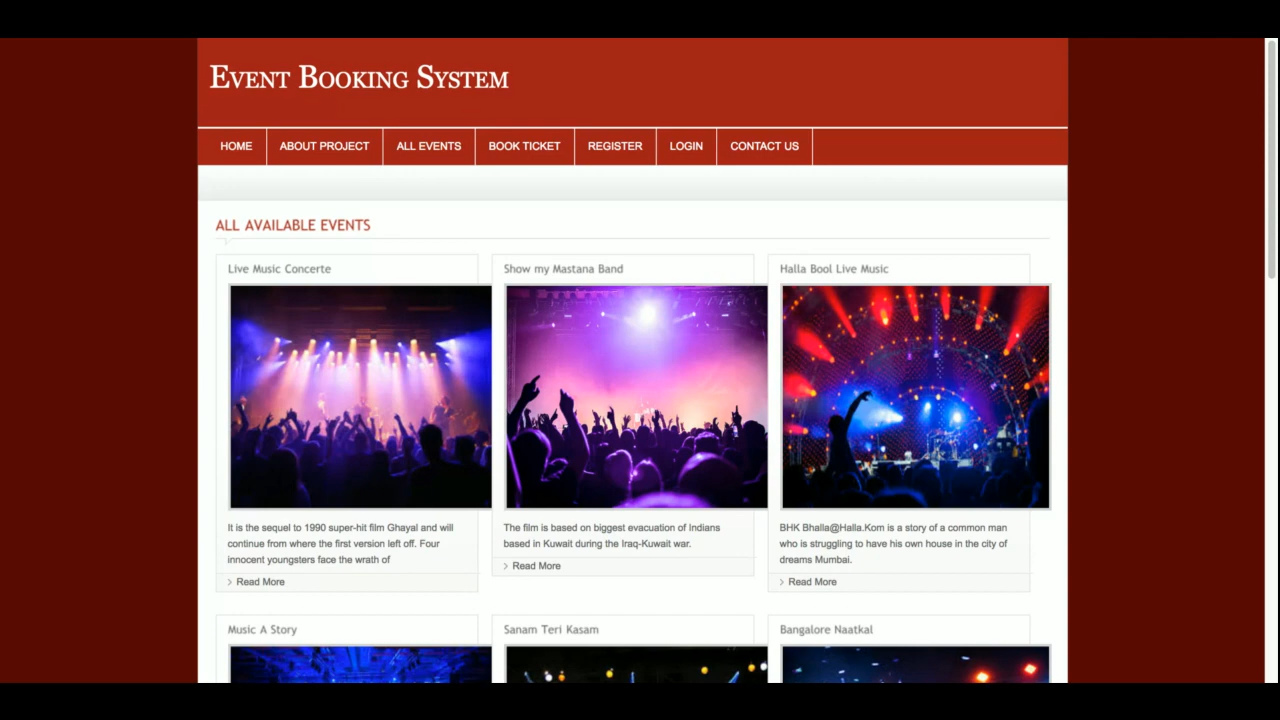 Event Booking System
HOME
ABOUT PROJECT
ALL EVENTS
BOOK TICKET
REGISTER
LOGIN
CONTACT US
ALL AVAILABLE EVENTS
Live Music Concerte
It is the sequel to 1990 super-hit film Ghayal and will
continue from where the first version left off. Four
innocent youngsters face the wrath of
Read More
Show my Mastana Band
The film is based on biggest evacuation of Indians
based in Kuwait during the Iraq-Kuwait war.
Read More
Halla Bool Live Music
BHK Bhalla@Halla.Kom is a story of a common man
who is struggling to have his own house in the city of
dreams Mumbai.
Read More
Music A Story
Sanam Teri Kasam
Bangalore Naatkal